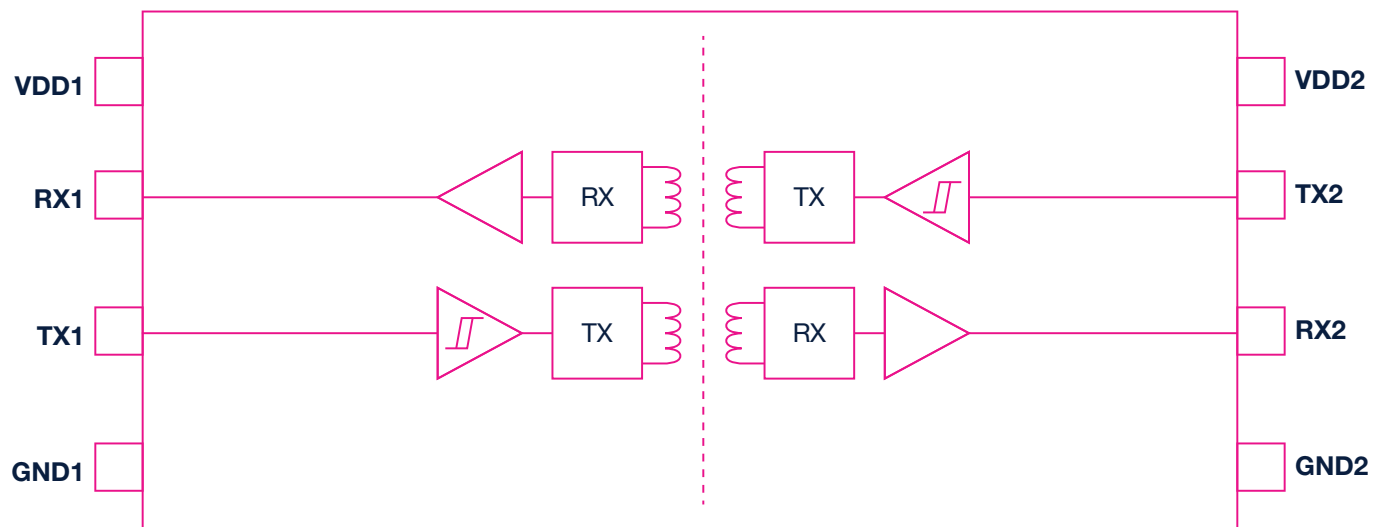 VDD1
VDD2
RX1
RX
TX
TX2
TX1
TX
RX
RX2
GND1
GND2